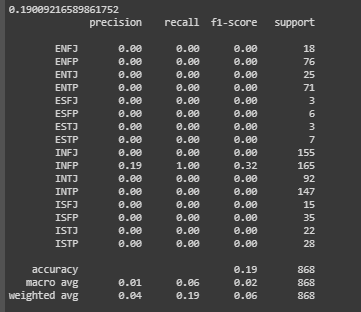 0.19009216589861752
precision recall f1-score support
ENFJ 0.00 0.00 0.00 18
ENFP 0.00 0.00 0.00 76
ENTJ 0.00 0.00 0.00 25
ENTP 0.00 0.00 0.00 71
ESFJ 0.00 0.00 0.00 3
ESFP 0.00 0.00 0.00 6
ESTJ 0.00 0.00 0.00 3
ESTP 0.00 0.00 0.00 7
INFJ 0.00 0.00 0.00 155
INFP 0.19 1.00 0.32 165
INTJ 0.00 0.00 0.00 92
INTP 0.00 0.00 0.00 147
ISFJ 0.00 0.00 0.00 15
ISFP 0.00 0.00 0.00 35
ISTJ 0.00 0.00 0.00 22
ISTP 0.00 0.00 0.00 28
accuracy 0.19 868
macro avg 0.01 0.06 0.02 868
weighted avg 0.04 0.19 0.06 868